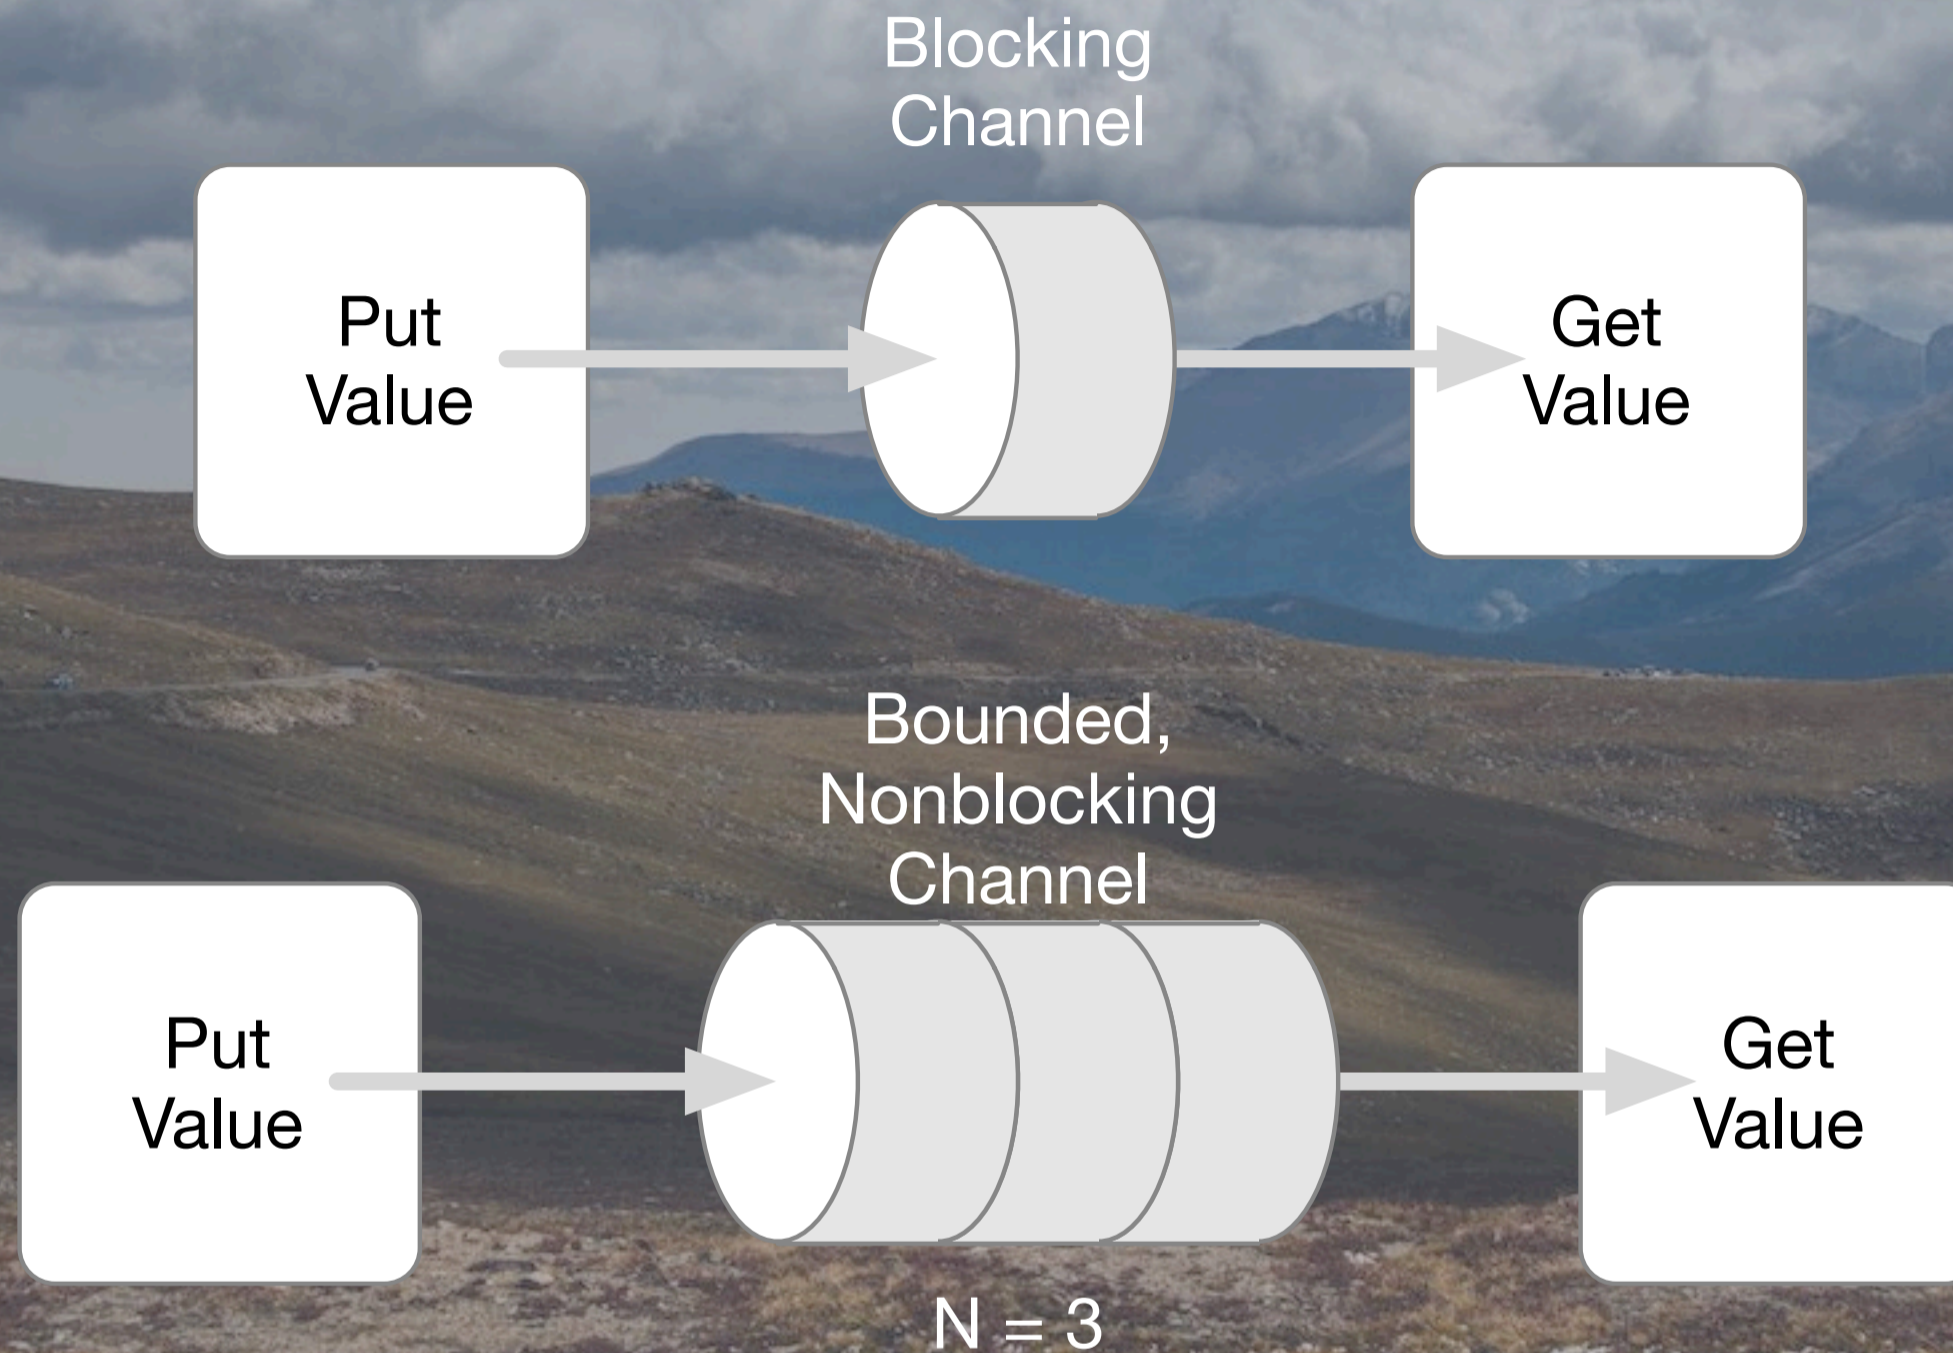 Blocking
Channel
Put
Value
Get
Value
Bounded,
Nonblocking
Channel
Put
Value
Get
Value
N = 3